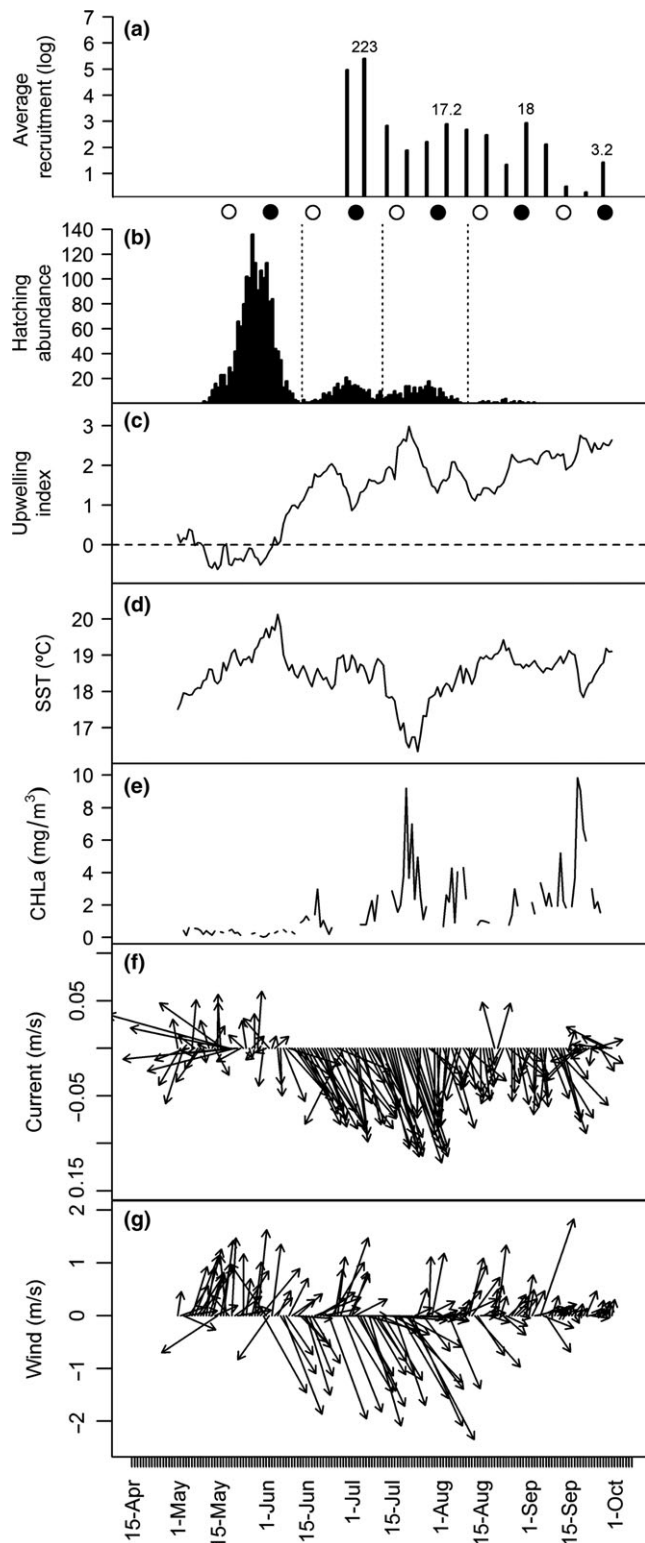 (a)
Average
recruitment (log)
7
6
5
4
3
2
1
223
17.2
18
3.2
(b)
Hatching
abundance
140
120
100
80
60
40
20
(c)
Upwelling
index
3
2
1
0
(d)
SST (ºC)
20
19
18
17
(e)
CHLa (mg/m³)
10
8
6
4
2
0
(f)
Current (m/s)
0.05
−0.05
0.15
(g)
Wind (m/s)
2
1
0
−1
−2
15-Apr
1-May
15-May
1-Jun
15-Jun
1-Jul
15-Jul
1-Aug
15-Aug
1-Sep
15-Sep
1-Oct